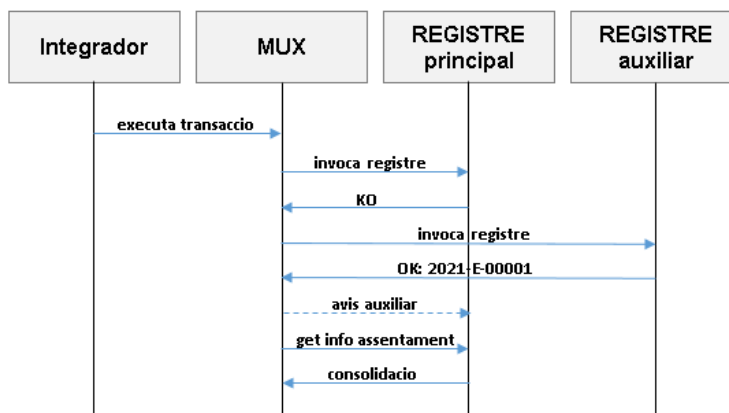 Integrador
MUX
REGISTRE
principal
REGISTRE
auxiliar
executa transaccio
invoca registre
KO
invoca registre
OK: 2021-E-00001
avis auxiliar
get info assentament
consolidacio